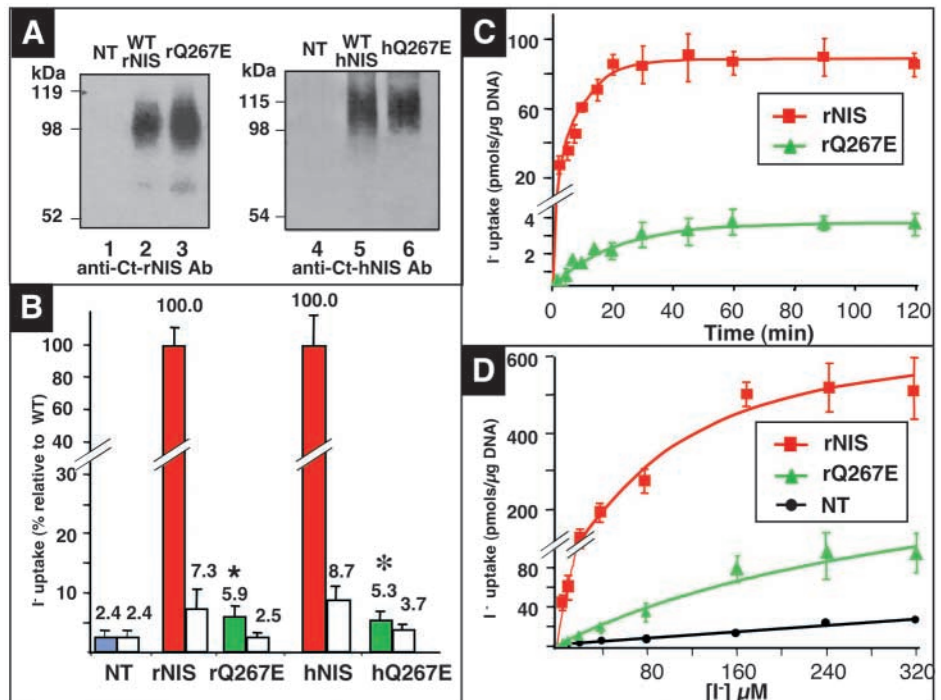 A
NT WT rNIS rQ267E
kDa
119
98
52
1 2 3
anti-Ct-rNIS Ab
NT WT hNIS hQ267E
kDa
115
98
54
4 5 6
anti-Ct-hNIS Ab
B
I- uptake (% relative to WT)
100
80
60
40
30
20
10
2.4 2.4
100.0
7.3
*
5.9
2.5
100.0
8.7
*
5.3
3.7
NT rNIS rQ267E hNIS hQ267E
C
I- uptake (pmols/µg DNA)
100
60
20
4
2
rNIS
rQ267E
0 20 40 60 80 100 120
Time (min)
D
I- uptake (pmols/µg DNA)
600
400
200
80
40
rNIS
rQ267E
NT
80 160 240 320
[I-] µM